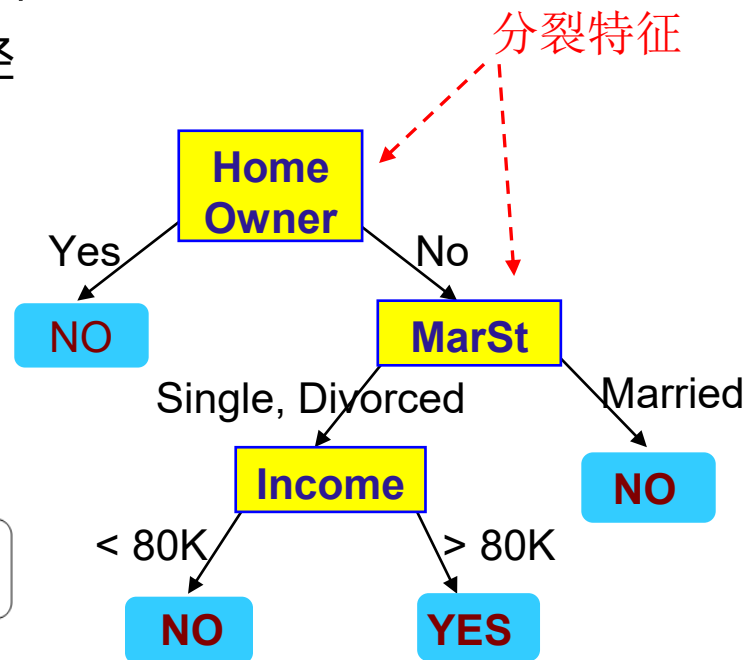 分裂特征
Home
Owner
Yes
No
NO
MarSt
Single, Divorced
Married
Income
NO
< 80K
> 80K
NO
YES